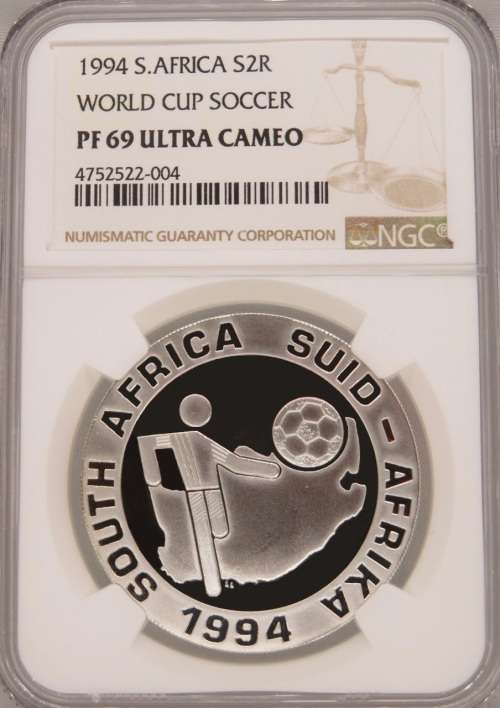 1994 S.AFRICA S2R
WORLD CUP SOCCER
PF 69 ULTRA CAMEO
4752522-004
NUMISMATIC GUARANTY CORPORATION NGC®
SOUTH AFRICA SUID - AFRIKA
1994